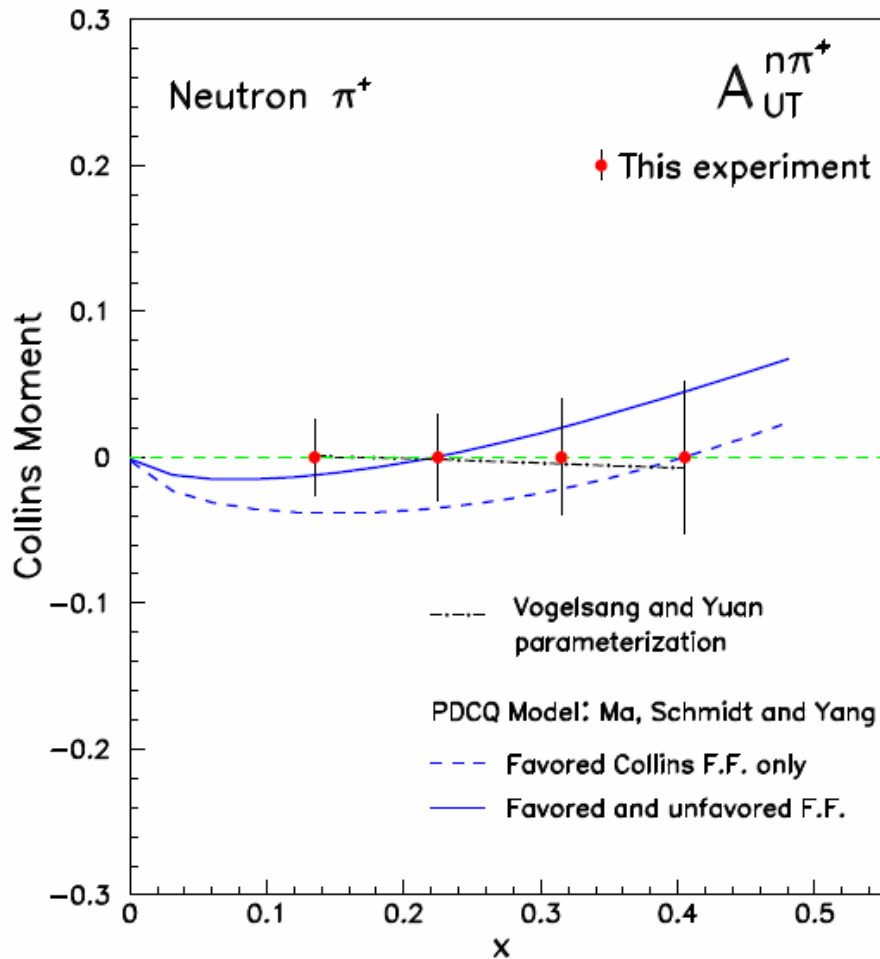 0.3
Neutron π⁺
A_UT^nπ⁺
This experiment
0.2
0.1
0
Collins Moment
−0.1
Vogelsang and Yuan
parameterization
PDCQ Model: Ma, Schmidt and Yang
−0.2
Favored Collins F.F. only
Favored and unfavored F.F.
−0.3
0 0.1 0.2 0.3 0.4 0.5
x